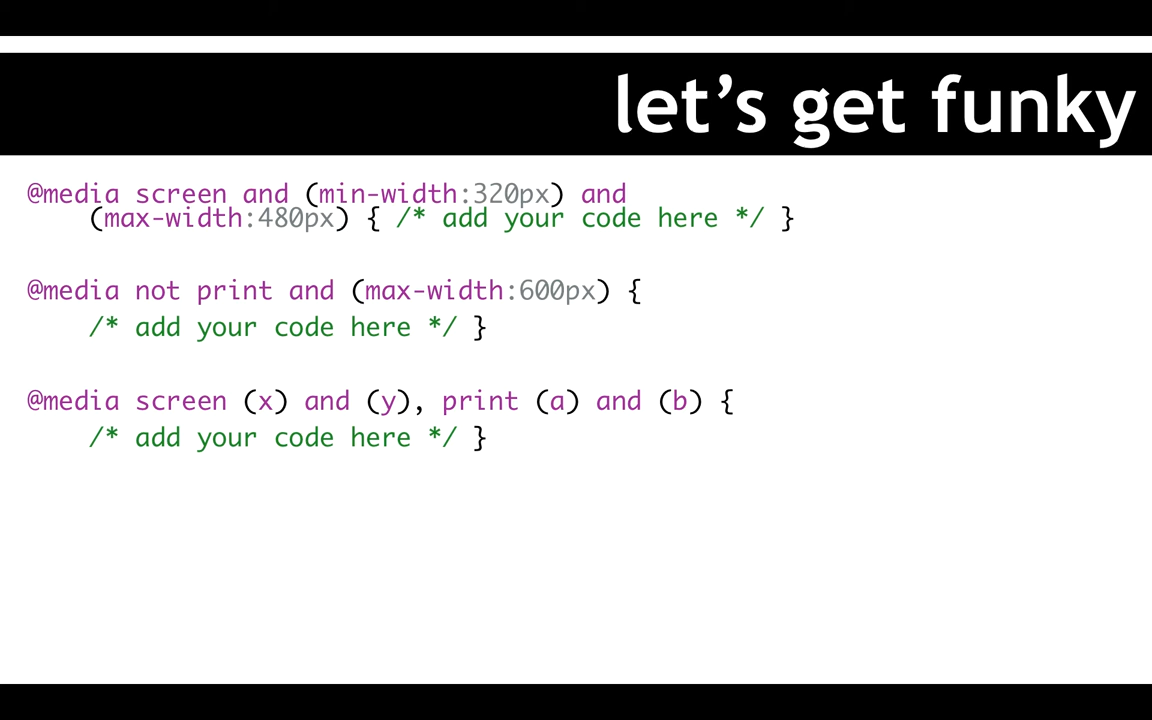 let’s get funky
@media screen and (min-width:320px) and
(max-width:480px) { /* add your code here */ }
@media not print and (max-width:600px) {
/* add your code here */ }
@media screen (x) and (y), print (a) and (b) {
/* add your code here */ }